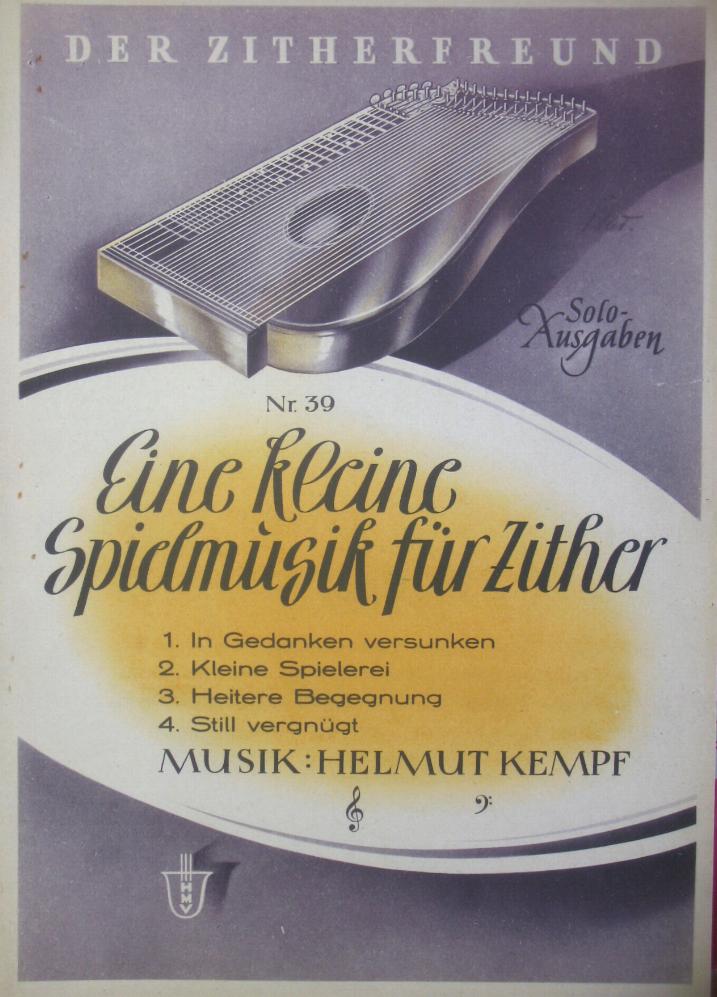 DER ZITHERFREUND
Solo-
Ausgaben
Nr. 39
Eine kleine
Spielmusik für Zither
1. In Gedanken versunken
2. Kleine Spielerei
3. Heitere Begegnung
4. Still vergnügt
MUSIK: HELMUT KEMPF
HMV